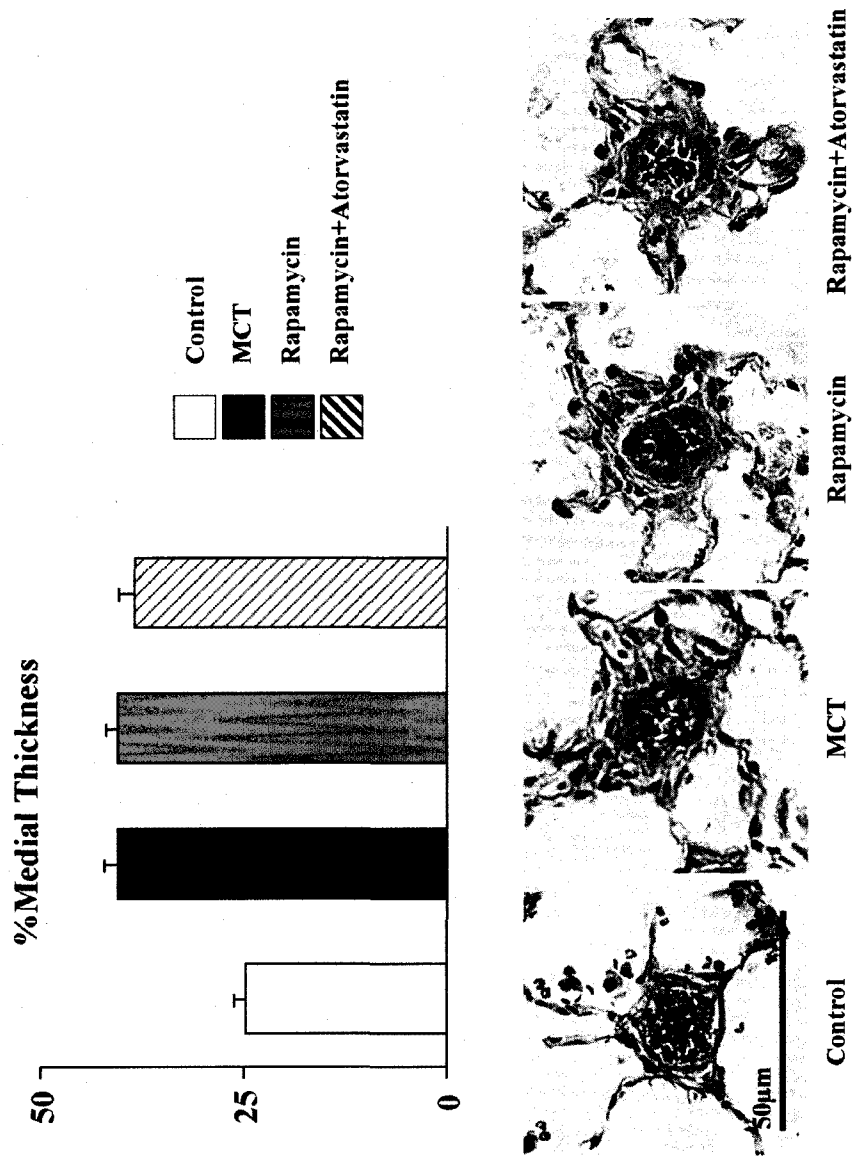 %Medial Thickness
50
25
0
Control
MCT
Rapamycin
Rapamycin+Atorvastatin
50μm
Control
MCT
Rapamycin
Rapamycin+Atorvastatin